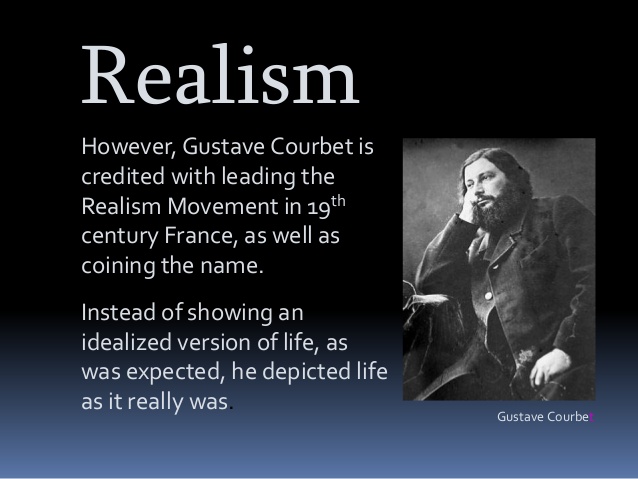 Realism
However, Gustave Courbet is
credited with leading the
Realism Movement in 19th
century France, as well as
coining the name.
Instead of showing an
idealized version of life, as
was expected, he depicted life
as it really was.
Gustave Courbet